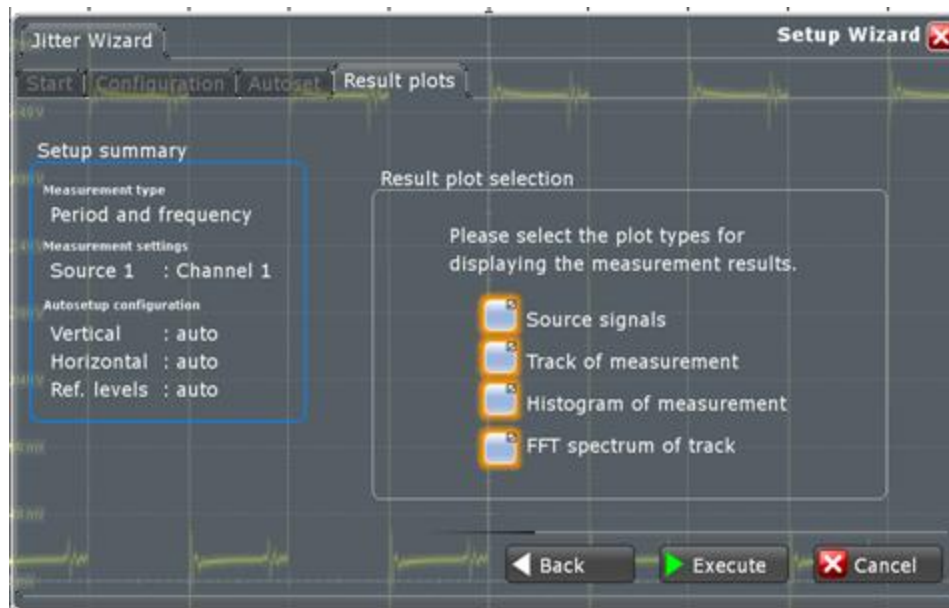 Jitter Wizard
Setup Wizard
Start Configuration Autoset Result plots
Setup summary
Measurement type
Period and frequency
Measurement settings
Source 1 : Channel 1
Autosetup configuration
Vertical : auto
Horizontal : auto
Ref. levels : auto
Result plot selection
Please select the plot types for
displaying the measurement results.
Source signals
Track of measurement
Histogram of measurement
FFT spectrum of track
Back
Execute
Cancel